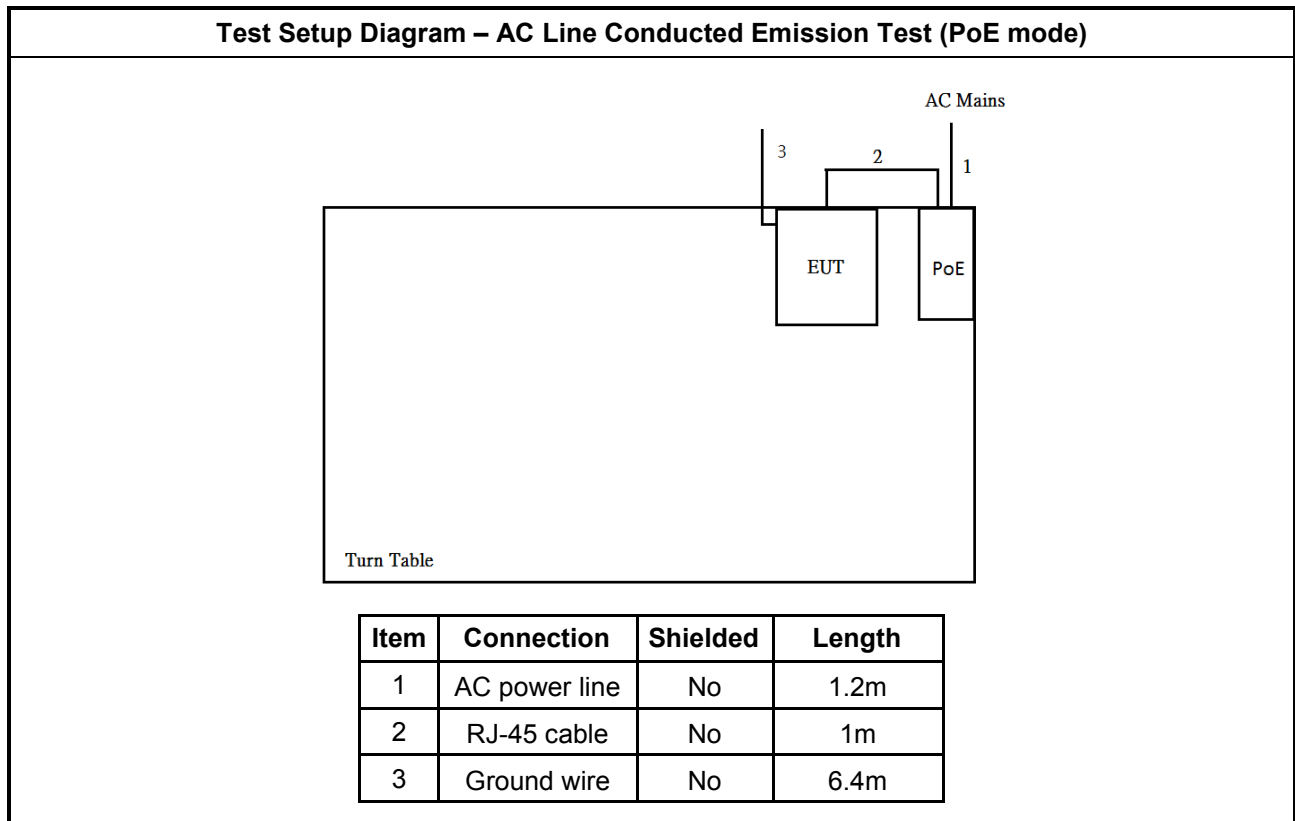 Test Setup Diagram – AC Line Conducted Emission Test (PoE mode)
AC Mains
3
2
1
EUT
PoE
Turn Table
Item Connection Shielded Length
1 AC power line No 1.2m
2 RJ-45 cable No 1m
3 Ground wire No 6.4m